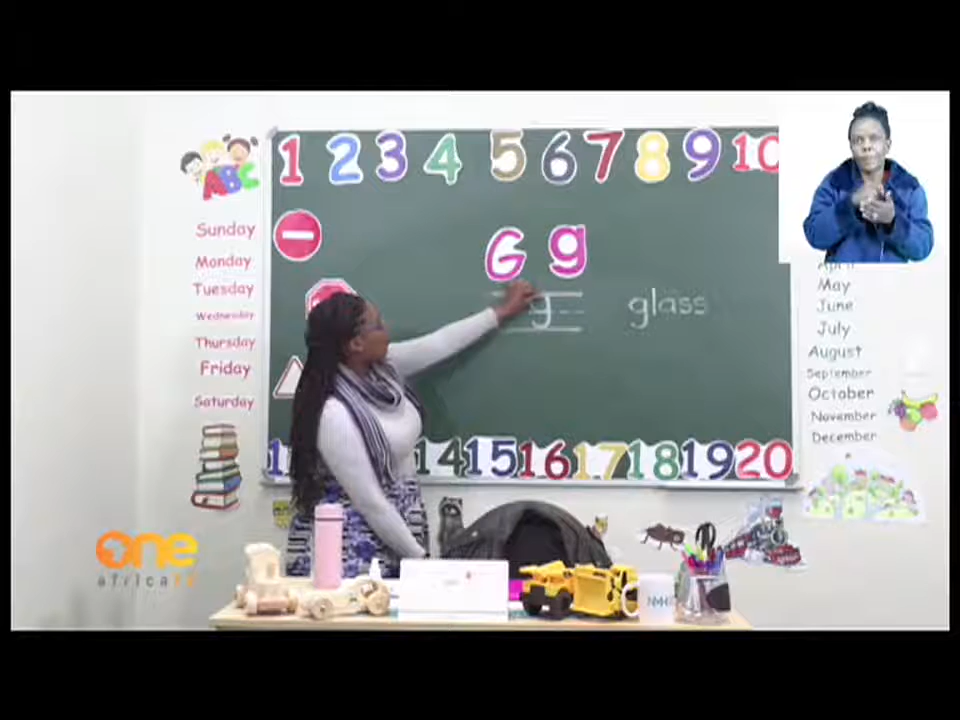 1 2 3 4 5 6 7 8 9 10
ABC
Sunday
Monday
Tuesday
Wednesday
Thursday
Friday
Saturday
G g
g glass
April
May
June
July
August
September
October
November
December
14 15 16 17 18 19 20
one
africa